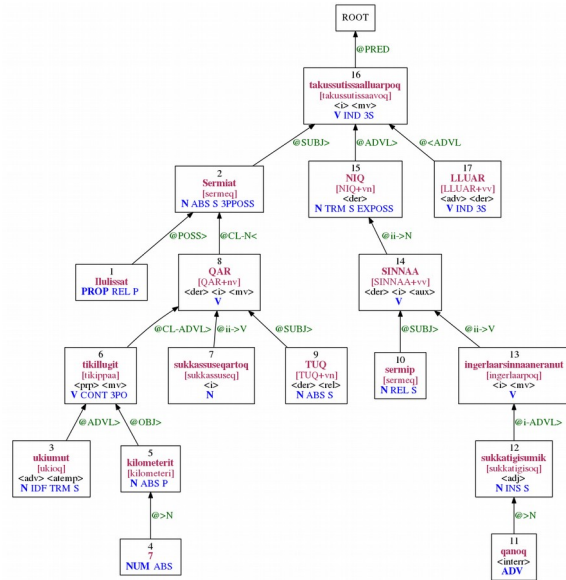 ROOT
@PRED
16
takussutissaalluarpoq
[takussutissaavoq]
<i> <mv>
V IND 3S
@SUBJ>
@ADVL>
@<ADVL
2
Sermiat
[sermeq]
N ABS S 3PPOSS
15
NIQ
[NIQ+vn]
<der>
N TRM S EXPOSS
17
LLUAR
[LLUAR+vv]
<adv> <der>
V IND 3S
@POSS>
@CL-N<
@ii->N
1
Ilulissat
PROP REL P
8
QAR
[QAR+nv]
<der> <i> <mv>
V
14
SINNAA
[SINNAA+vv]
<der> <i> <aux>
V
@CL-ADVL>
@ii->V
@SUBJ>
@SUBJ>
@ii->V
6
tikillugit
[tikippaa]
<prp> <mv>
V CONT 3PO
7
sukkassuseqartoq
[sukkassuseq]
<i>
N
9
TUQ
[TUQ+vn]
<der> <rel>
N ABS S
10
sermip
[sermeq]
N REL S
13
ingerlaarsinnaaneranut
[ingerlaarpoq]
<i> <mv>
V
@ADVL>
@OBJ>
@i-ADVL>
3
ukiumut
[ukioq]
<adv> <atemp>
N IDF TRM S
5
kilometerit
[kilometeri]
N ABS P
12
sukkatigisumik
[sukkatigisoq]
<adj>
N INS S
@>N
@>N
4
7
NUM ABS
11
qanoq
<interr>
ADV